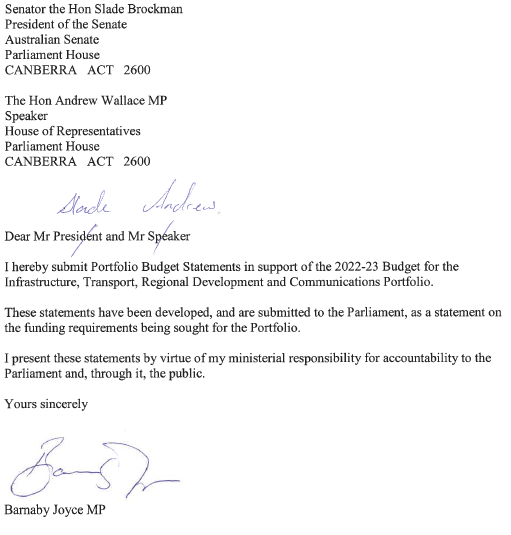 Senator the Hon Slade Brockman
President of the Senate
Australian Senate
Parliament House
CANBERRA ACT 2600
The Hon Andrew Wallace MP
Speaker
House of Representatives
Parliament House
CANBERRA ACT 2600
Slade Andrew.
Dear Mr President and Mr Speaker
I hereby submit Portfolio Budget Statements in support of the 2022-23 Budget for the
Infrastructure, Transport, Regional Development and Communications Portfolio.
These statements have been developed, and are submitted to the Parliament, as a statement on
the funding requirements being sought for the Portfolio.
I present these statements by virtue of my ministerial responsibility for accountability to the
Parliament and, through it, the public.
Yours sincerely
Barnaby Joyce MP